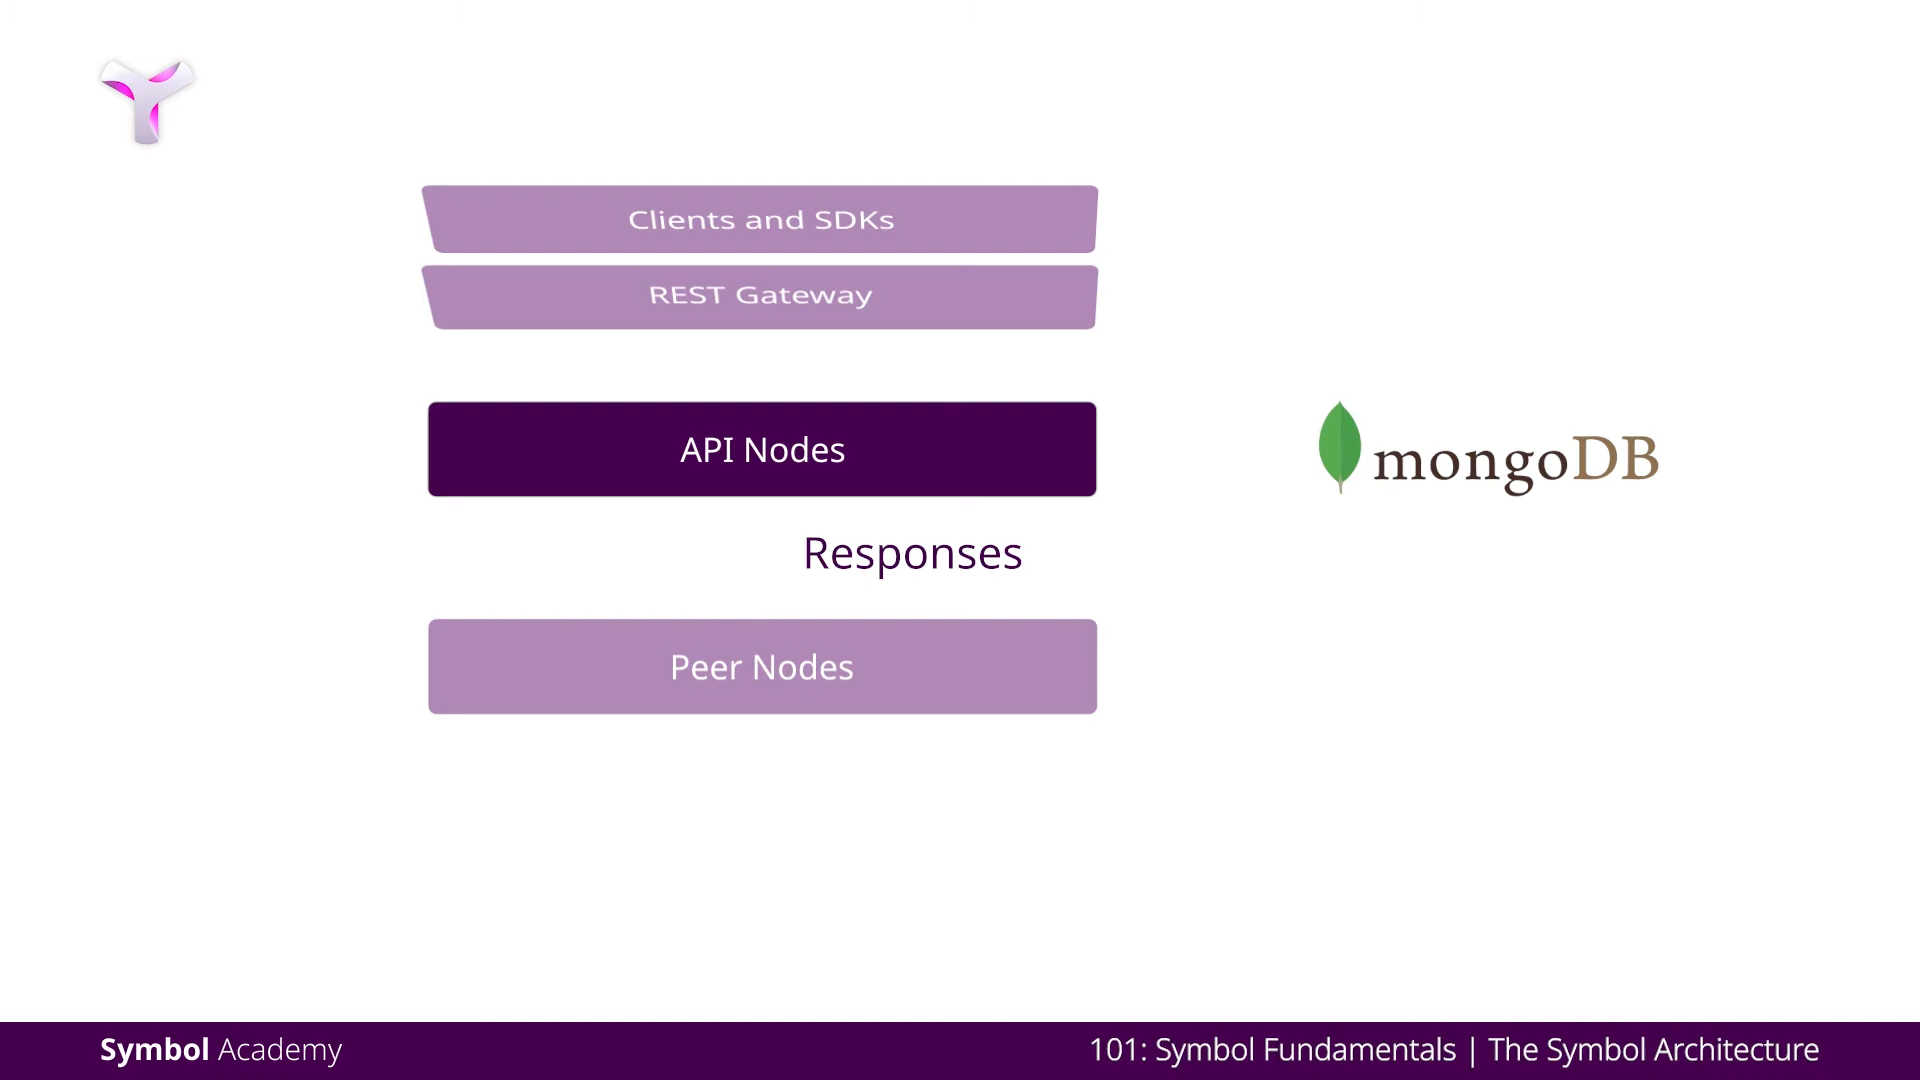 Clients and SDKs
REST Gateway
API Nodes
mongoDB
Responses
Peer Nodes
Symbol Academy
101: Symbol Fundamentals | The Symbol Architecture